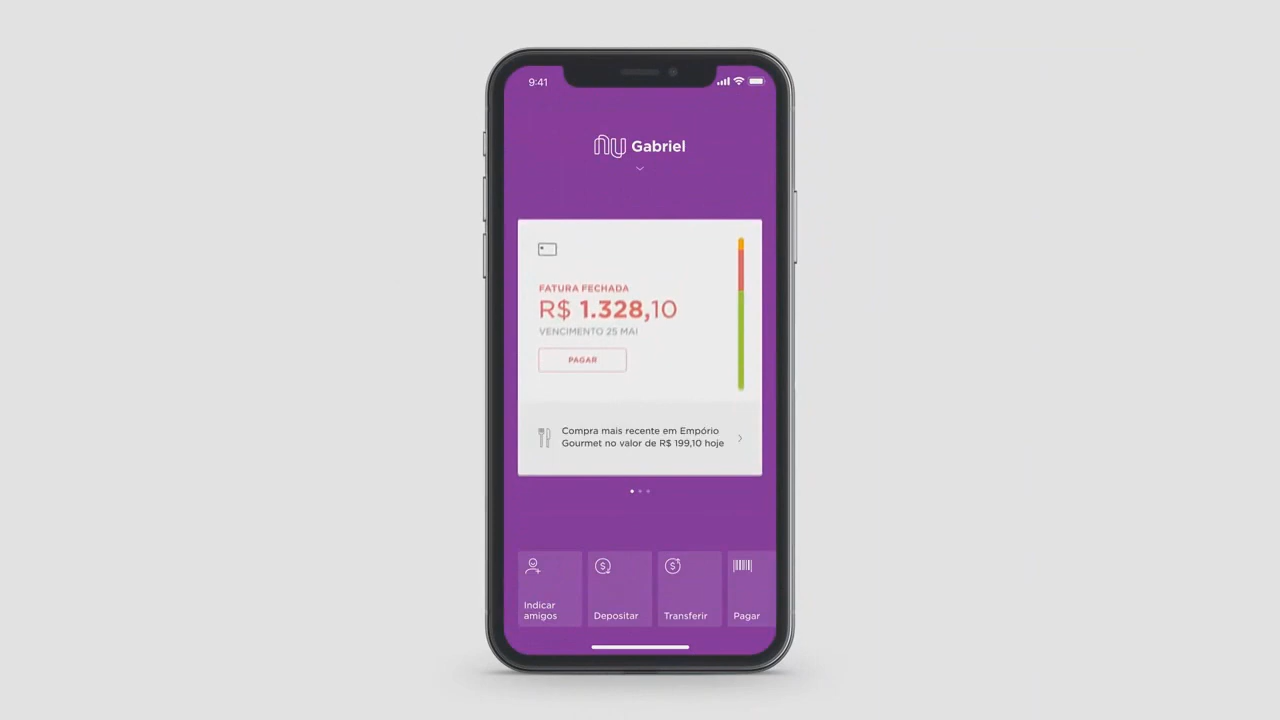 9:41
nu Gabriel
FATURA FECHADA
R$ 1.328,10
VENCIMENTO 25 MAI
PAGAR
Compra mais recente em Empório
Gourmet no valor de R$ 199,10 hoje
Indicar
amigos
Depositar
Transferir
Pagar